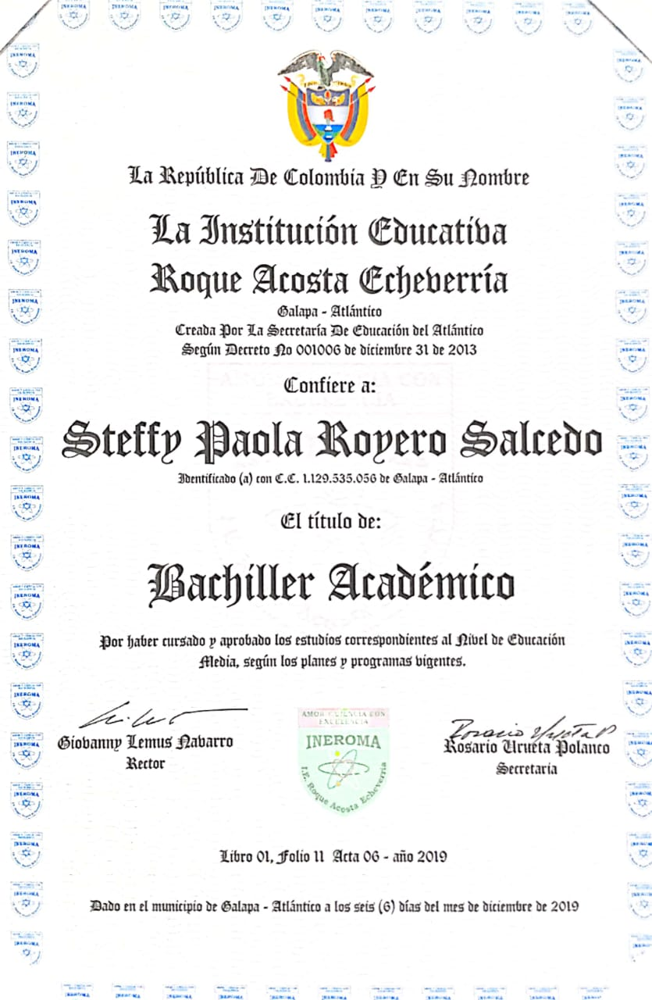 La República De Colombia Y En Su Nombre
La Institución Educativa
Roque Acosta Echeverría
Galapa - Atlántico
Creada Por La Secretaría De Educación del Atlántico
Según Decreto No 001006 de diciembre 31 de 2013
Confiere a:
Steffy Paola Royero Salcedo
Identificado (a) con C.C. 1.129.535.056 de Galapa - Atlántico
El título de:
Bachiller Académico
Por haber cursado y aprobado los estudios correspondientes al Nivel de Educación
Media, según los planes y programas vigentes.
Giovanny Lemus Navarro
Rector
AMOR Y CIENCIA CON
EXCELENCIA
INEROMA
I.E. Roque Acosta Echeverría
Rosario Urueta P
Rosario Urueta Polanco
Secretaria
Libro 01, Folio 11 Acta 06 - año 2019
Dado en el municipio de Galapa - Atlántico a los seis (6) días del mes de diciembre de 2019